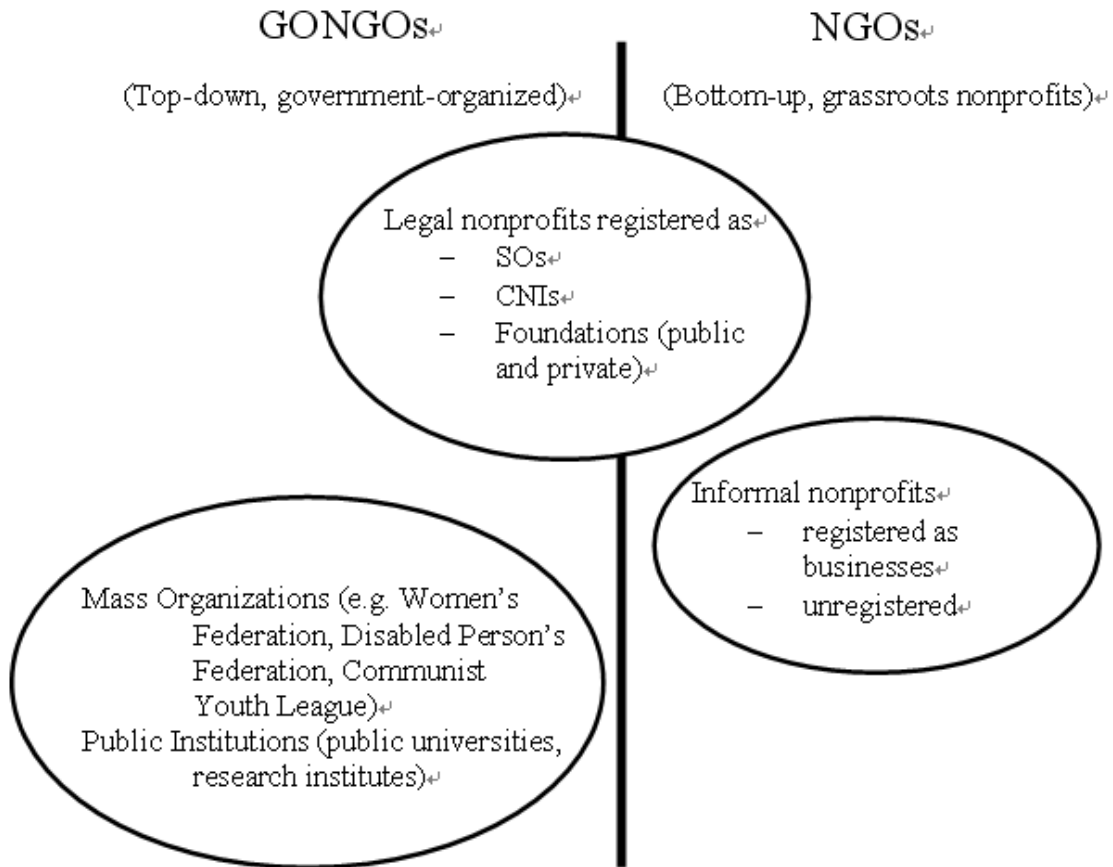 GONGOs
NGOs
(Top-down, government-organized)
(Bottom-up, grassroots nonprofits)
Legal nonprofits registered as
– SOs
– CNIs
– Foundations (public
and private)
Informal nonprofits
– registered as
businesses
– unregistered
Mass Organizations (e.g. Women’s
Federation, Disabled Person’s
Federation, Communist
Youth League)
Public Institutions (public universities,
research institutes)